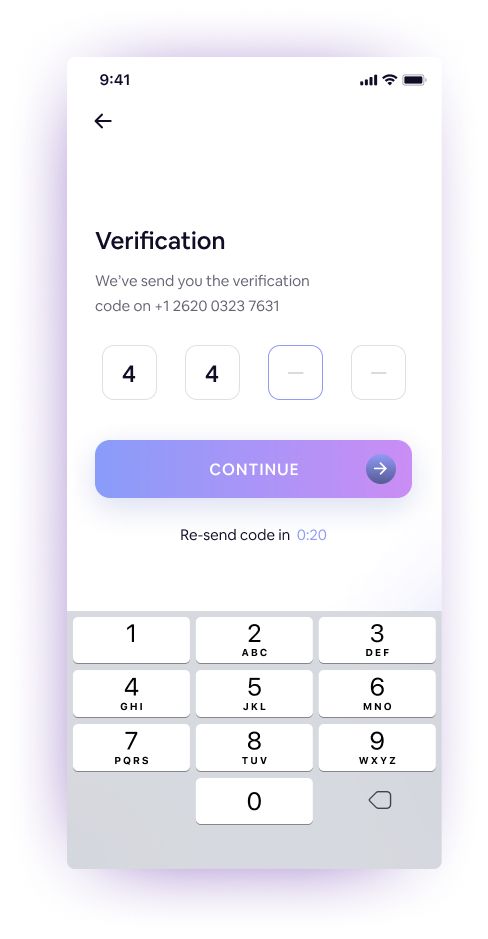 9:41
Verification
We've send you the verification
code on +1 2620 0323 7631
4 4 — —
CONTINUE
Re-send code in 0:20
1 2 3
ABC DEF
4 5 6
GHI JKL MNO
7 8 9
PQRS TUV WXYZ
0